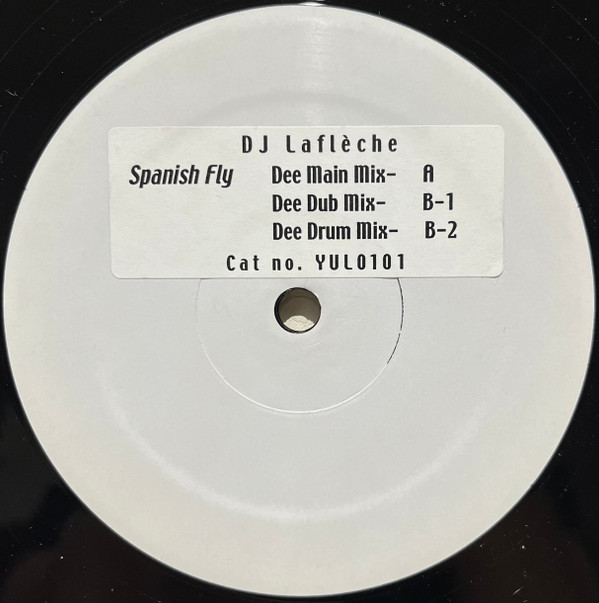 DJ Laflèche
Spanish Fly Dee Main Mix- A
Dee Dub Mix- B-1
Dee Drum Mix- B-2
Cat no. YUL0101